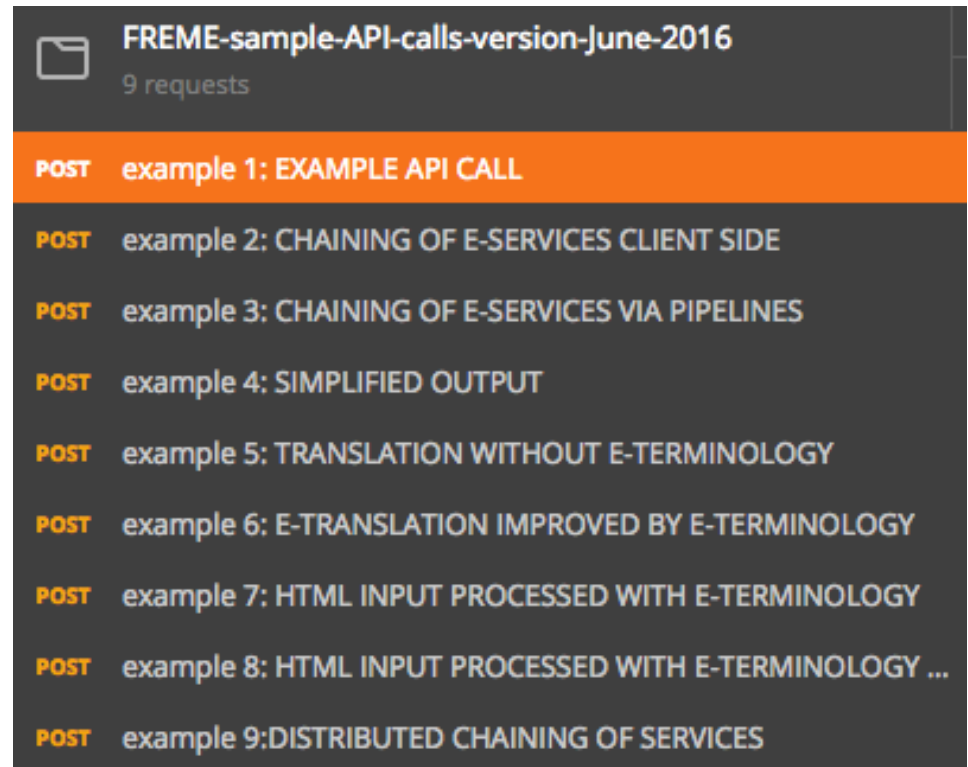 FREME-sample-API-calls-version-June-2016
9 requests
POST example 1: EXAMPLE API CALL
POST example 2: CHAINING OF E-SERVICES CLIENT SIDE
POST example 3: CHAINING OF E-SERVICES VIA PIPELINES
POST example 4: SIMPLIFIED OUTPUT
POST example 5: TRANSLATION WITHOUT E-TERMINOLOGY
POST example 6: E-TRANSLATION IMPROVED BY E-TERMINOLOGY
POST example 7: HTML INPUT PROCESSED WITH E-TERMINOLOGY
POST example 8: HTML INPUT PROCESSED WITH E-TERMINOLOGY ...
POST example 9:DISTRIBUTED CHAINING OF SERVICES